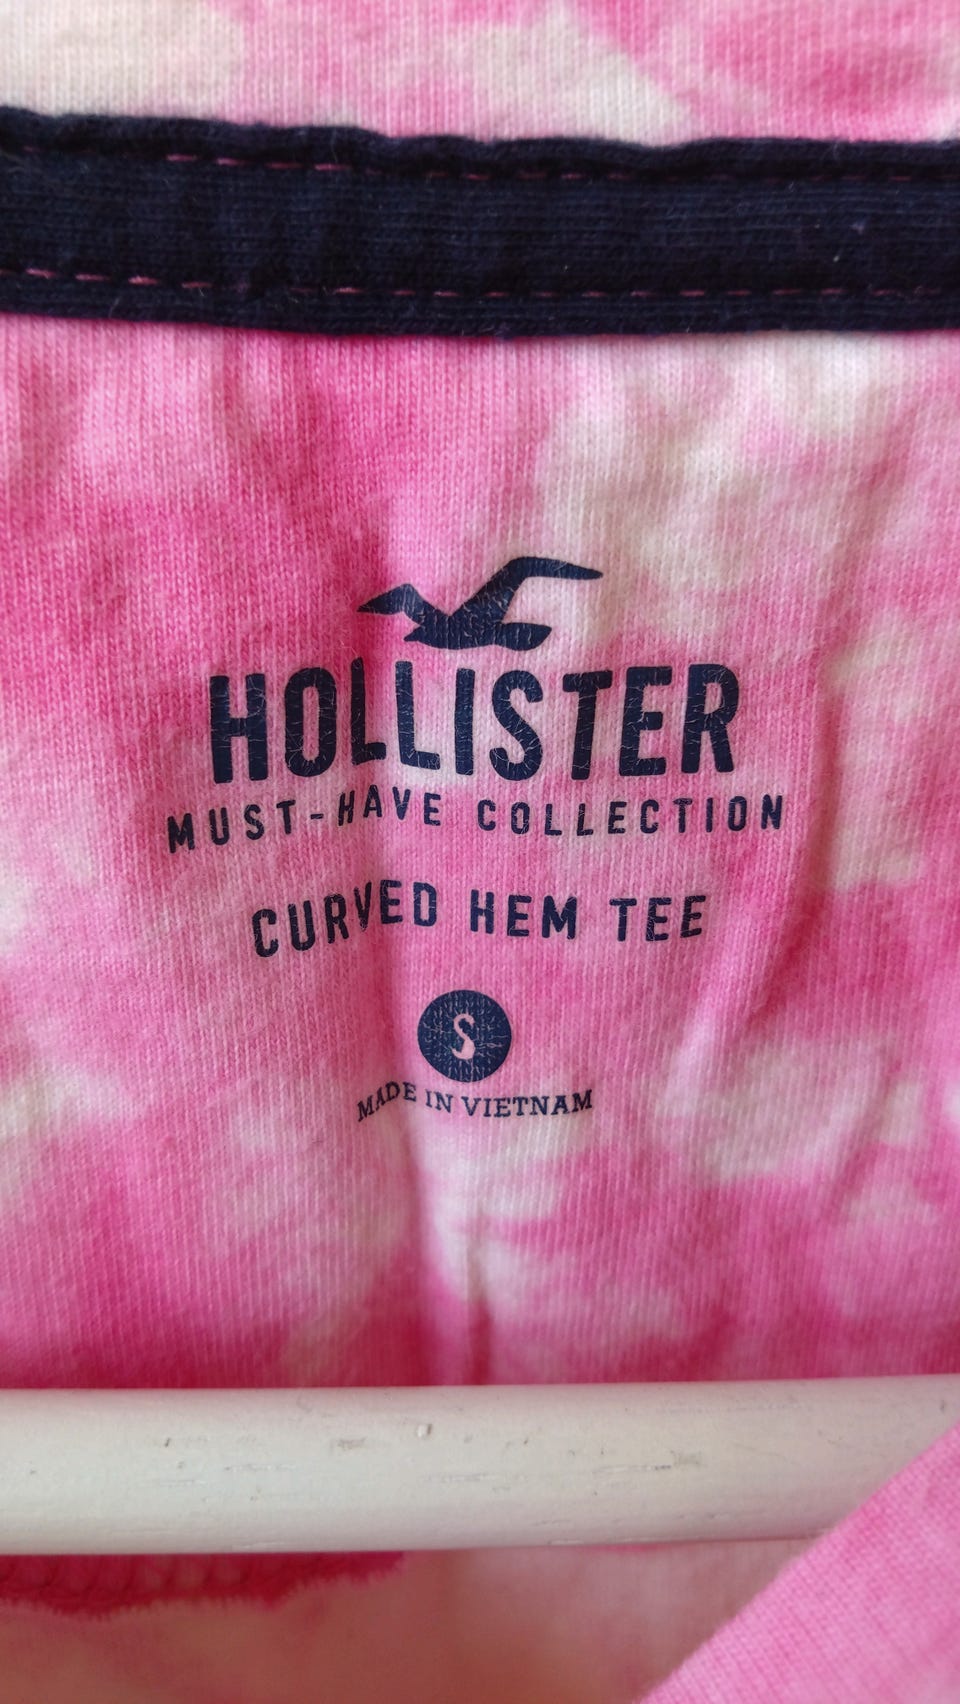 HOLLISTER
MUST-HAVE COLLECTION
CURVED HEM TEE
S
MADE IN VIETNAM